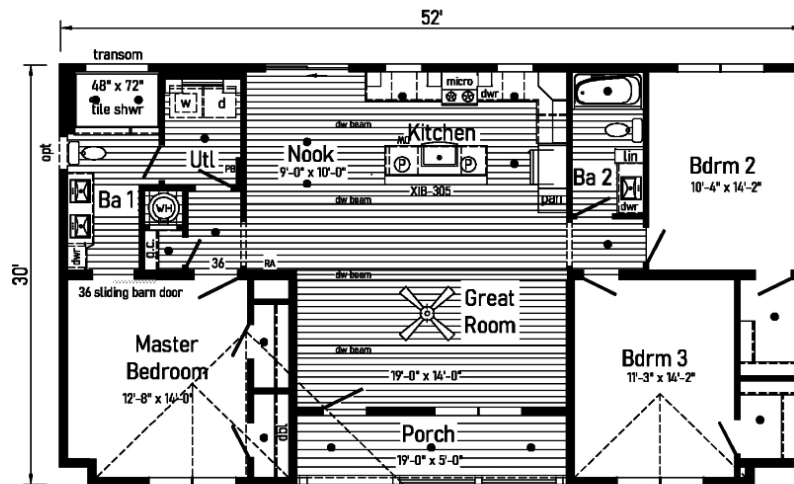 52'
transom
48" x 72"
tile shwr
w
d
micro
dwr
dw beam
Kitchen
opt
Utl
PB
Nook
9'-0" x 10'-0"
DW
P
P
lin
Bdrm 2
10'-4" x 14'-2"
Ba 1
XIB-305
Ba 2
pan
dwr
WH
dw beam
30'
dwr
g.c.
36
RA
36 sliding barn door
dw beam
Great
Room
Master
Bedroom
12'-8" x 14'-0"
dw beam
19'-0" x 14'-0"
Bdrm 3
11'-3" x 14'-2"
dbl
Porch
19'-0" x 5'-0"